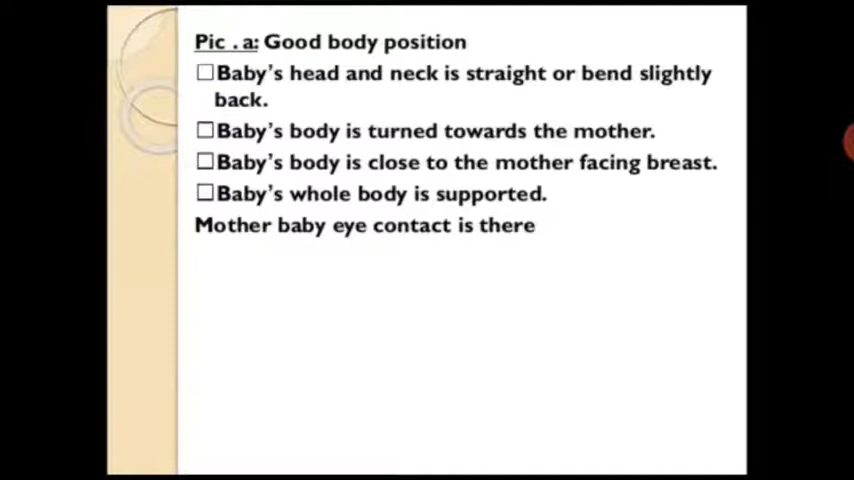 Pic . a: Good body position
□Baby's head and neck is straight or bend slightly
back.
□Baby's body is turned towards the mother.
□Baby's body is close to the mother facing breast.
□Baby's whole body is supported.
Mother baby eye contact is there